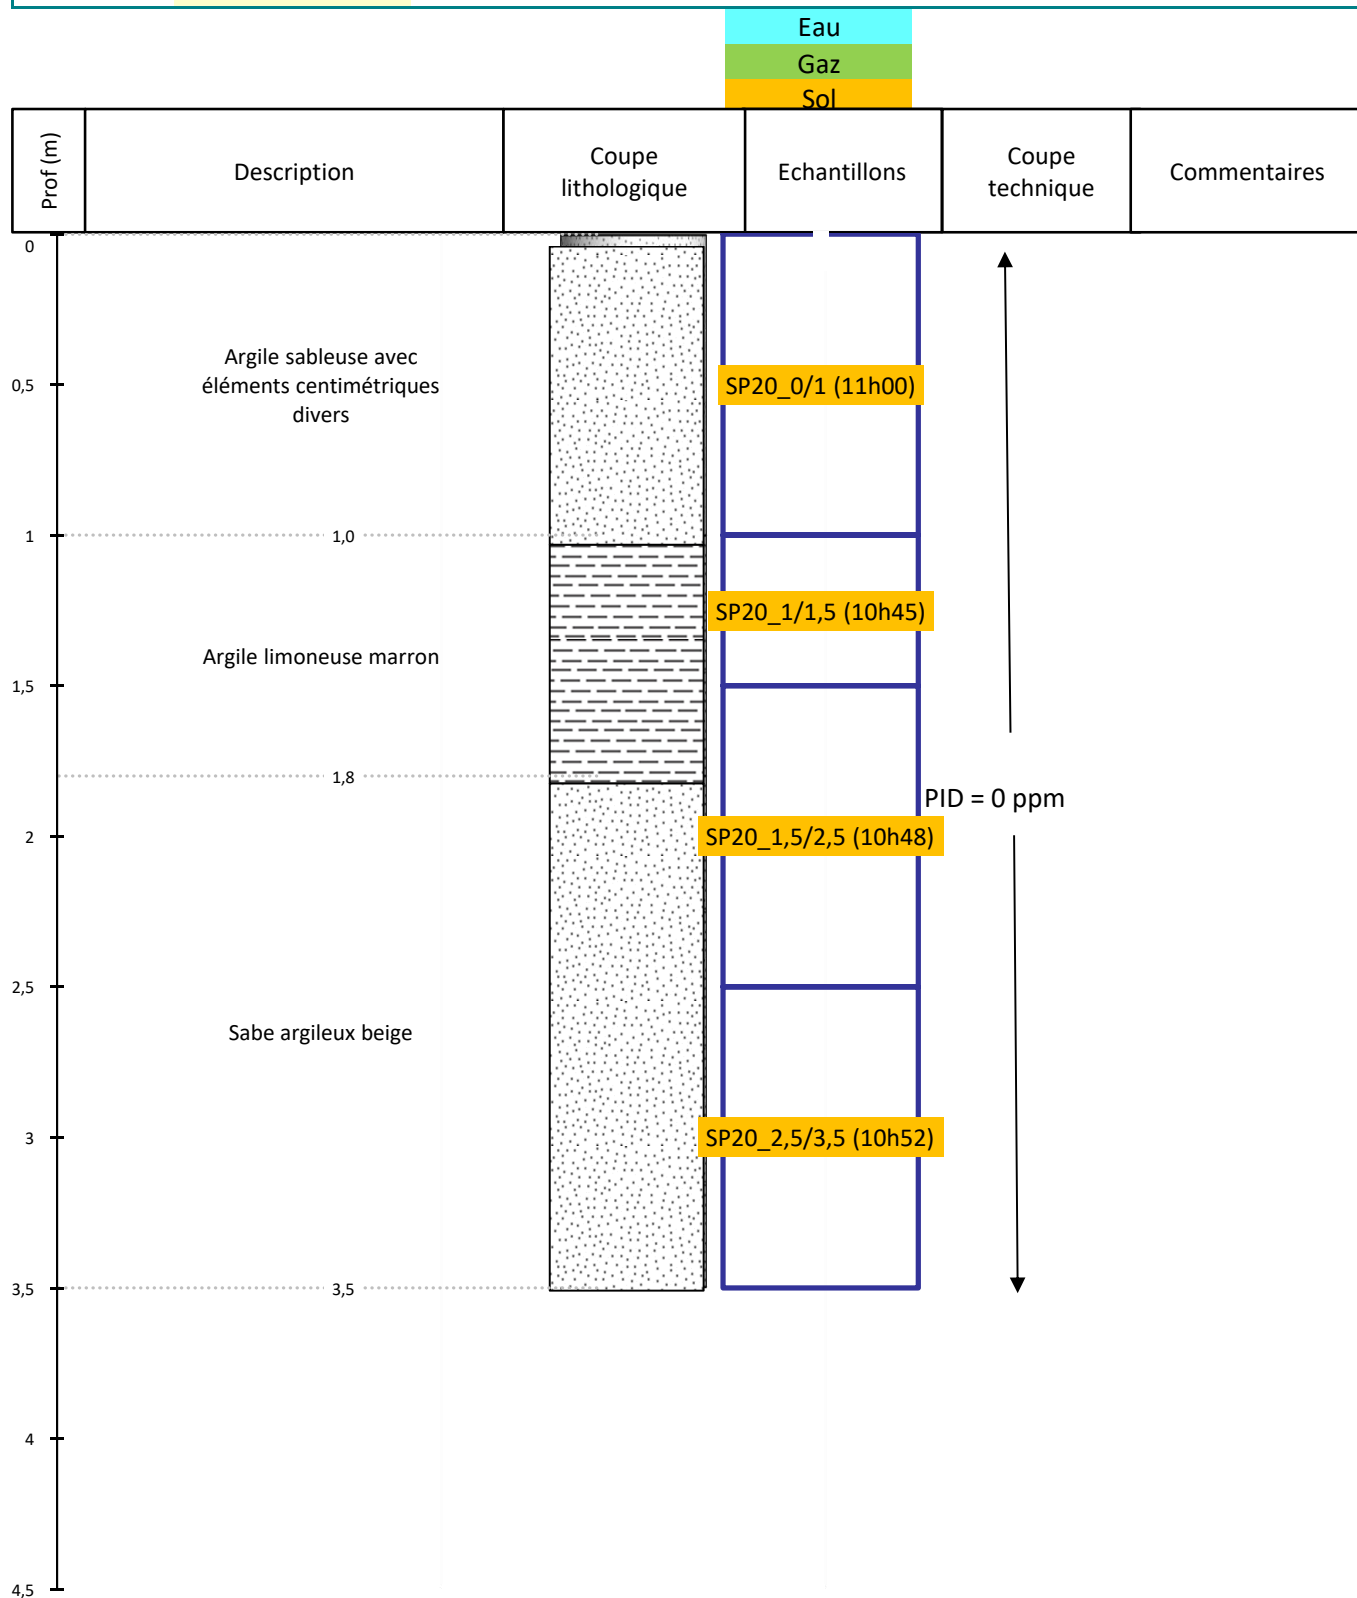 Eau
Gaz
Sol
Prof (m)
Description
Coupe
lithologique
Echantillons
Coupe
technique
Commentaires
0
Argile sableuse avec
éléments centimétriques
divers
0,5
SP20_0/1 (11h00)
1
1,0
SP20_1/1,5 (10h45)
Argile limoneuse marron
1,5
1,8
PID = 0 ppm
2
SP20_1,5/2,5 (10h48)
2,5
Sabe argileux beige
3
SP20_2,5/3,5 (10h52)
3,5
3,5
4
4,5